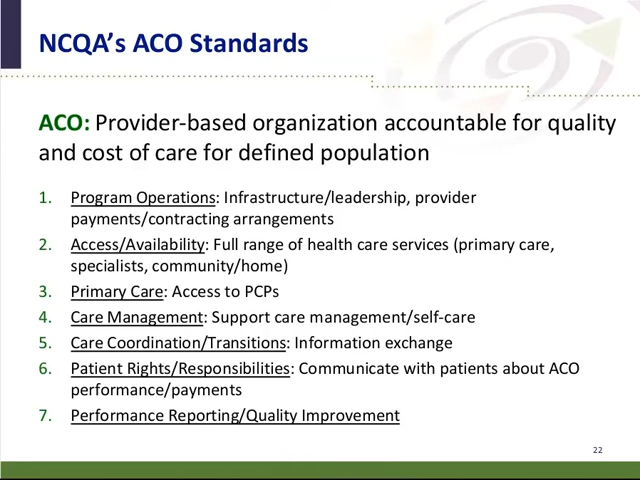 NCQA’s ACO Standards
ACO: Provider-based organization accountable for quality
and cost of care for defined population
1. Program Operations: Infrastructure/leadership, provider
payments/contracting arrangements
2. Access/Availability: Full range of health care services (primary care,
specialists, community/home)
3. Primary Care: Access to PCPs
4. Care Management: Support care management/self-care
5. Care Coordination/Transitions: Information exchange
6. Patient Rights/Responsibilities: Communicate with patients about ACO
performance/payments
7. Performance Reporting/Quality Improvement
22